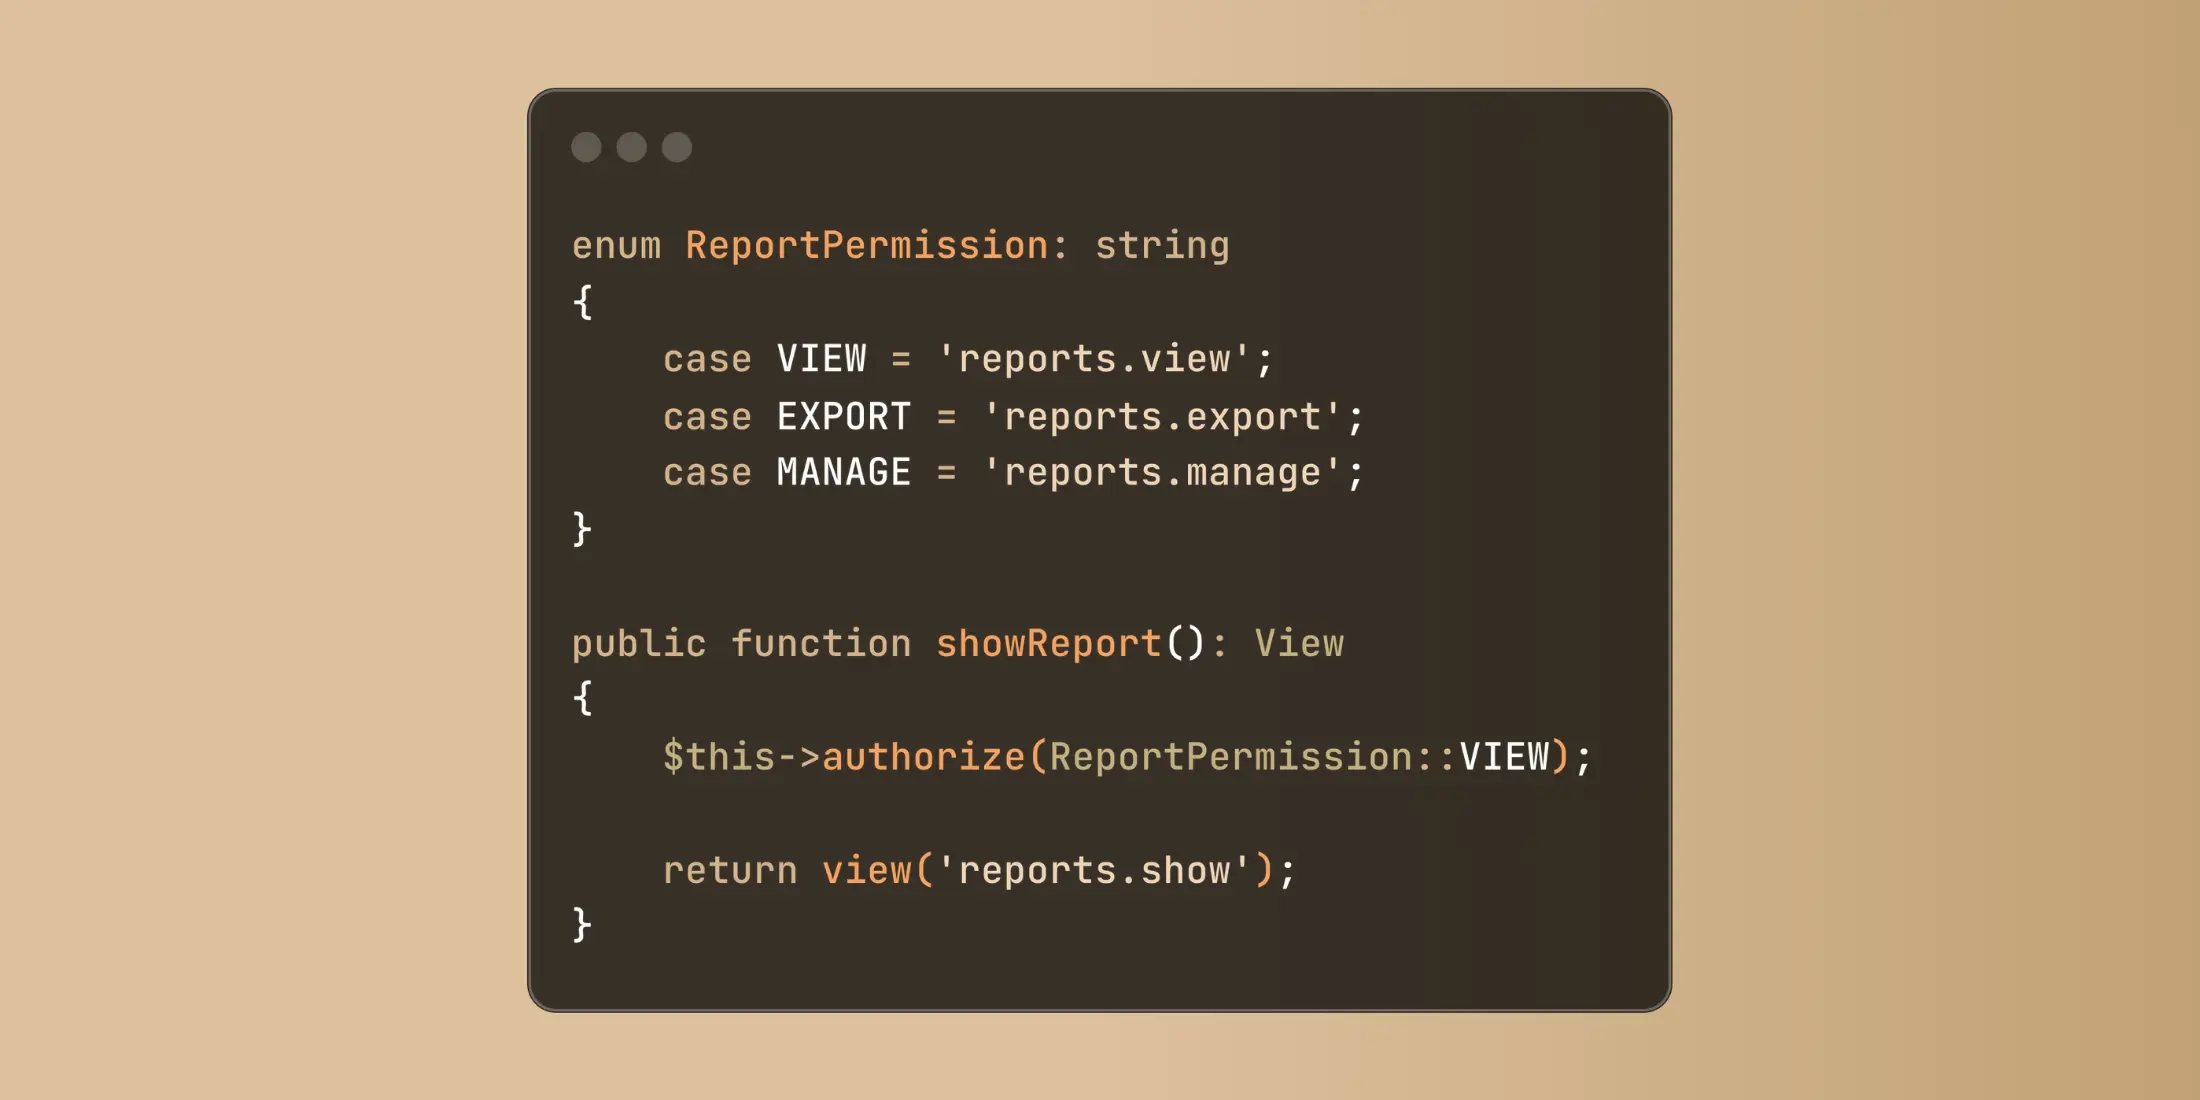 enum ReportPermission: string
{
    case VIEW = 'reports.view';
    case EXPORT = 'reports.export';
    case MANAGE = 'reports.manage';
}

public function showReport(): View
{
    $this->authorize(ReportPermission::VIEW);

    return view('reports.show');
}